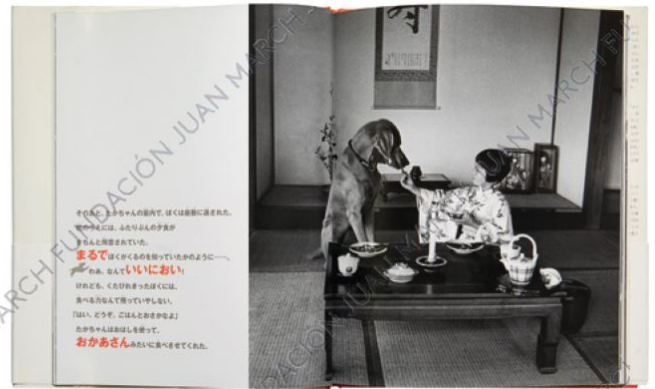 そのあと、たかちゃんの案内で、ぼくは座敷に通された。
ふたりぶんの夕食が
きちんと用意されていた。
まるでぼくがくるのを知っていたかのように――。
わあ、なんていいにおい！
けれども、くたびれきったぼくには、
食べる力なんて残っていやしない。
「はい、どうぞ、ごはんとおさかなよ」
たかちゃんはおはしを使って、
おかあさんみたいに食べさせてくれた。
寿
FUNDACIÓN JUAN MARCH